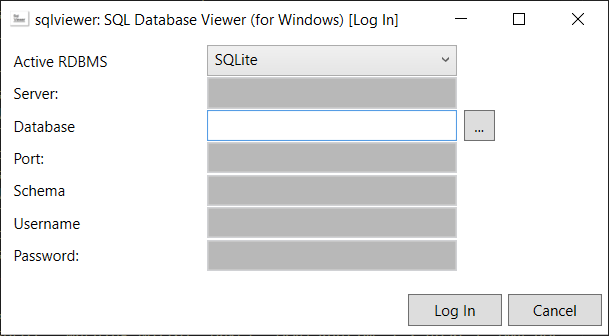 sqlviewer: SQL Database Viewer (for Windows) [Log In]
Active RDBMS SQLite
Server:
Database ...
Port:
Schema
Username
Password:
Log In Cancel